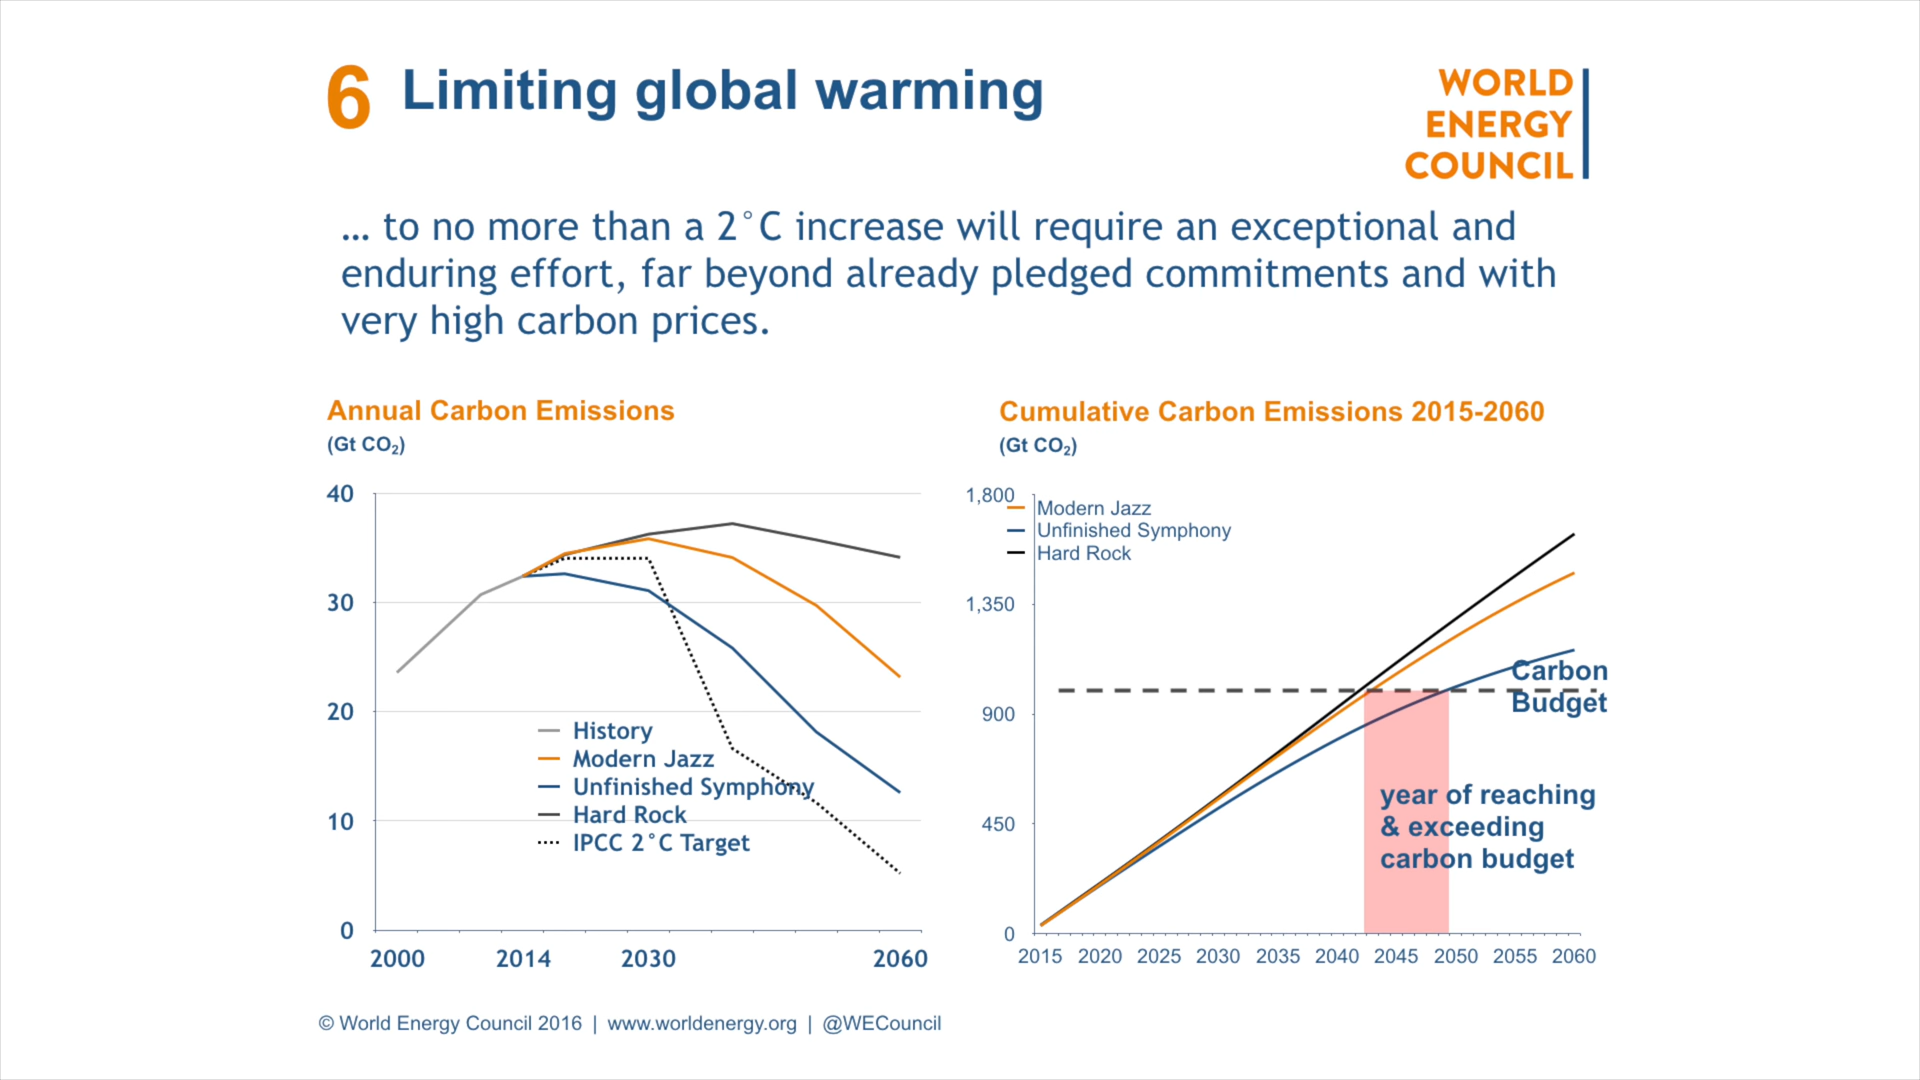 6 Limiting global warming
WORLD
ENERGY
COUNCIL
... to no more than a 2°C increase will require an exceptional and
enduring effort, far beyond already pledged commitments and with
very high carbon prices.
Annual Carbon Emissions
(Gt CO₂)
40
30
20
10
0
History
Modern Jazz
Unfinished Symphony
Hard Rock
IPCC 2°C Target
2000 2014 2030 2060
Cumulative Carbon Emissions 2015-2060
(Gt CO₂)
1,800
1,350
900
450
0
Modern Jazz
Unfinished Symphony
Hard Rock
Carbon
Budget
year of reaching
& exceeding
carbon budget
2015 2020 2025 2030 2035 2040 2045 2050 2055 2060
© World Energy Council 2016 | www.worldenergy.org | @WECouncil